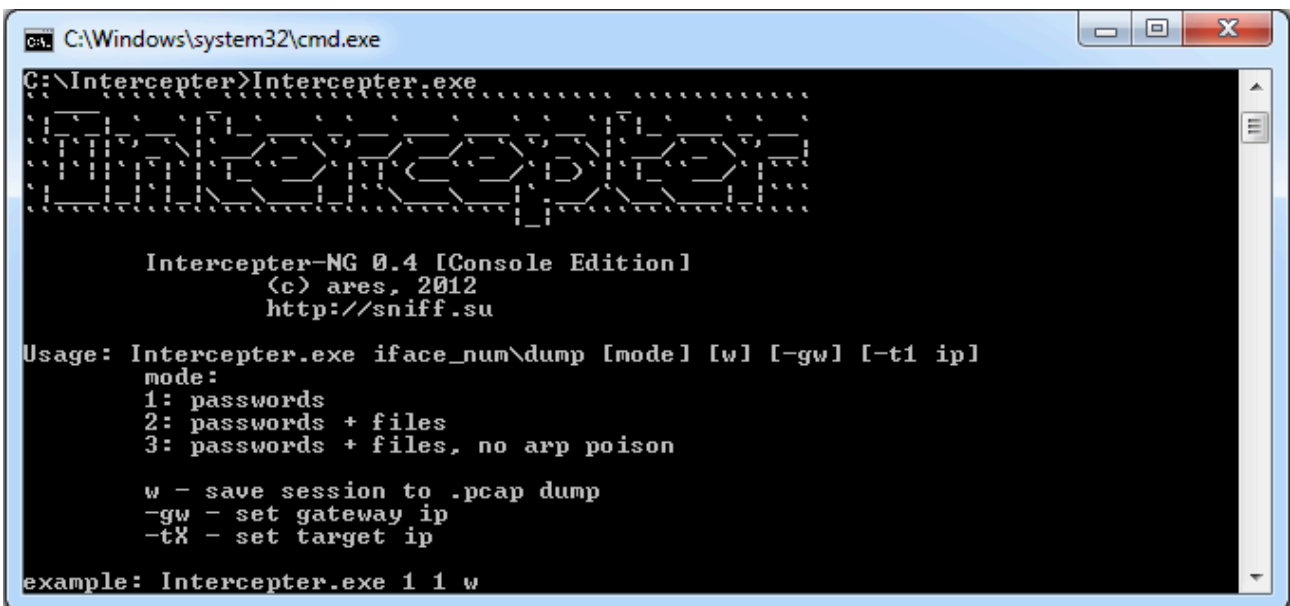 C:\Windows\system32\cmd.exe
C:\Intercepter>Intercepter.exe
Intercepter
Intercepter-NG 0.4 [Console Edition]
(c) ares, 2012
http://sniff.su
Usage: Intercepter.exe iface_num\dump [mode] [w] [-gw] [-t1 ip]
mode:
1: passwords
2: passwords + files
3: passwords + files, no arp poison
w - save session to .pcap dump
-gw - set gateway ip
-tX - set target ip
example: Intercepter.exe 1 1 w